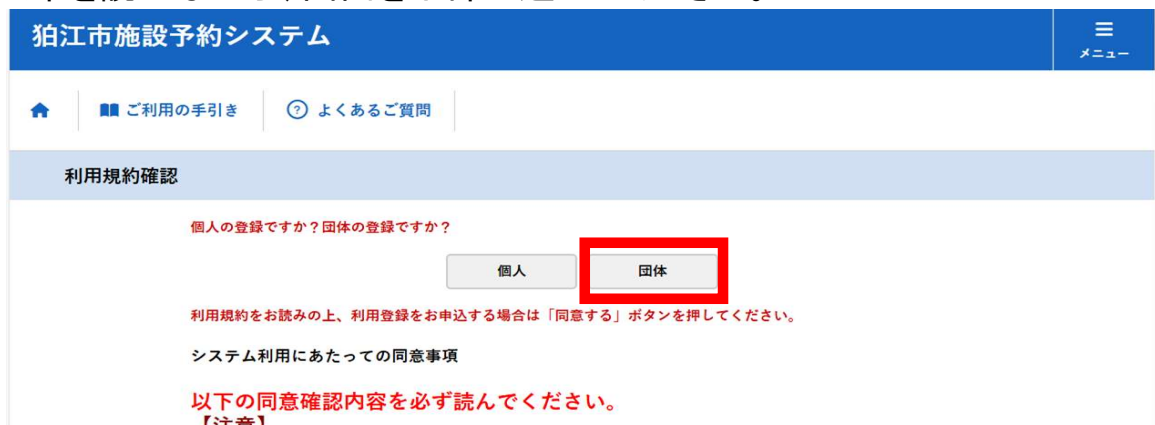 狛江市施設予約システム
メニュー
ご利用の手引き
よくあるご質問
利用規約確認
個人の登録ですか？団体の登録ですか？
個人
団体
利用規約をお読みの上、利用登録をお申込する場合は「同意する」ボタンを押してください。
システム利用にあたっての同意事項
以下の同意確認内容を必ず読んでください。
【注意】